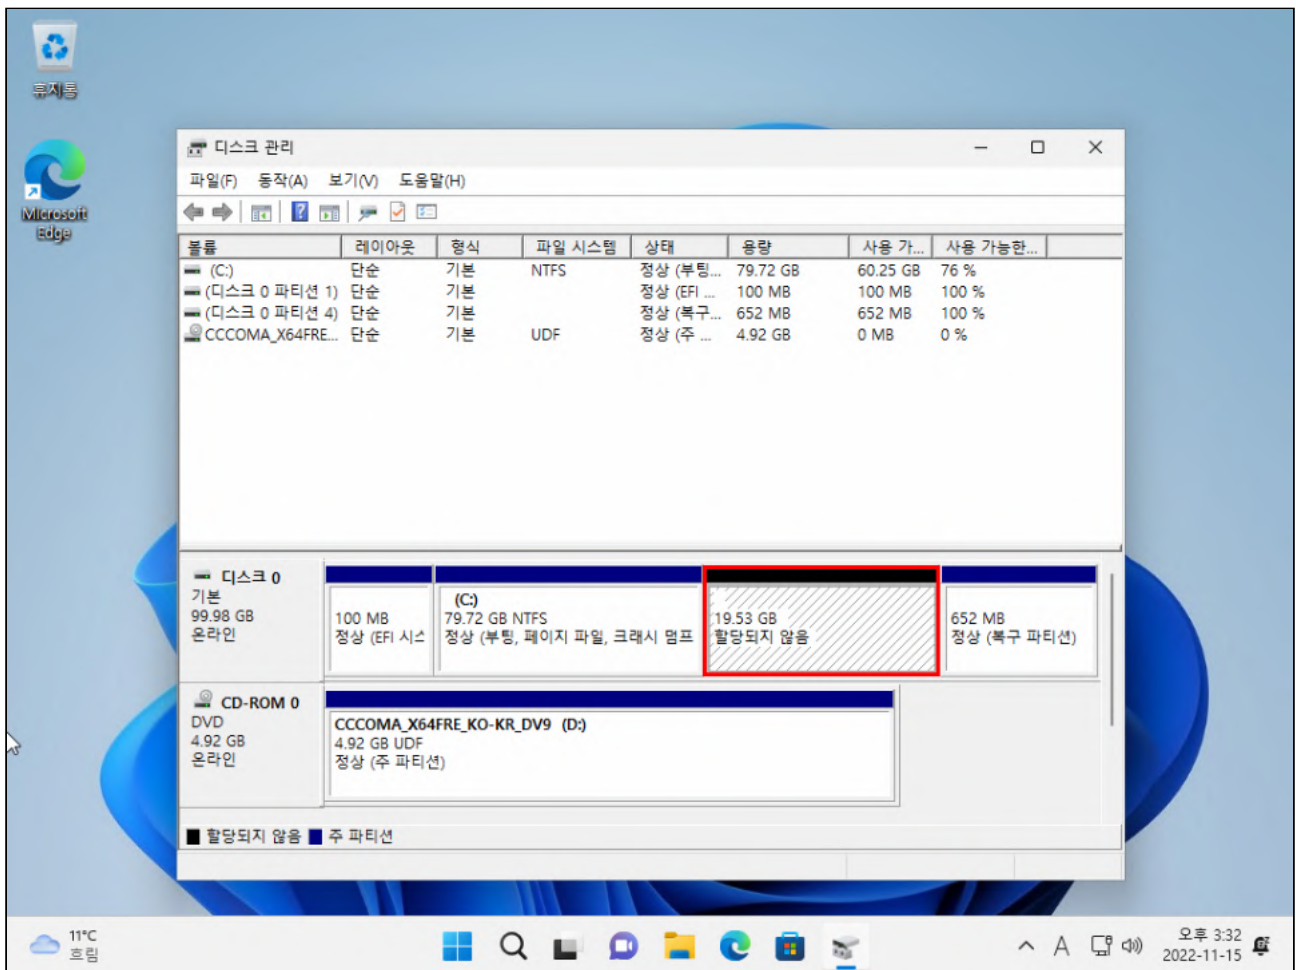 휴지통
Microsoft
Edge
디스크 관리
파일(F) 동작(A) 보기(V) 도움말(H)
볼륨 레이아웃 형식 파일 시스템 상태 용량 사용 가... 사용 가능한...
(C:) 단순 기본 NTFS 정상 (부팅... 79.72 GB 60.25 GB 76 %
(디스크 0 파티션 1) 단순 기본 정상 (EFI ... 100 MB 100 MB 100 %
(디스크 0 파티션 4) 단순 기본 정상 (복구... 652 MB 652 MB 100 %
CCCOMA_X64FRE... 단순 기본 UDF 정상 (주 ... 4.92 GB 0 MB 0 %
디스크 0
기본
99.98 GB
온라인
100 MB
정상 (EFI 시스
(C:)
79.72 GB NTFS
정상 (부팅, 페이지 파일, 크래시 덤프
19.53 GB
할당되지 않음
652 MB
정상 (복구 파티션)
CD-ROM 0
DVD
4.92 GB
온라인
CCCOMA_X64FRE_KO-KR_DV9 (D:)
4.92 GB UDF
정상 (주 파티션)
할당되지 않음 주 파티션
11°C
흐림
A
오후 3:32
2022-11-15